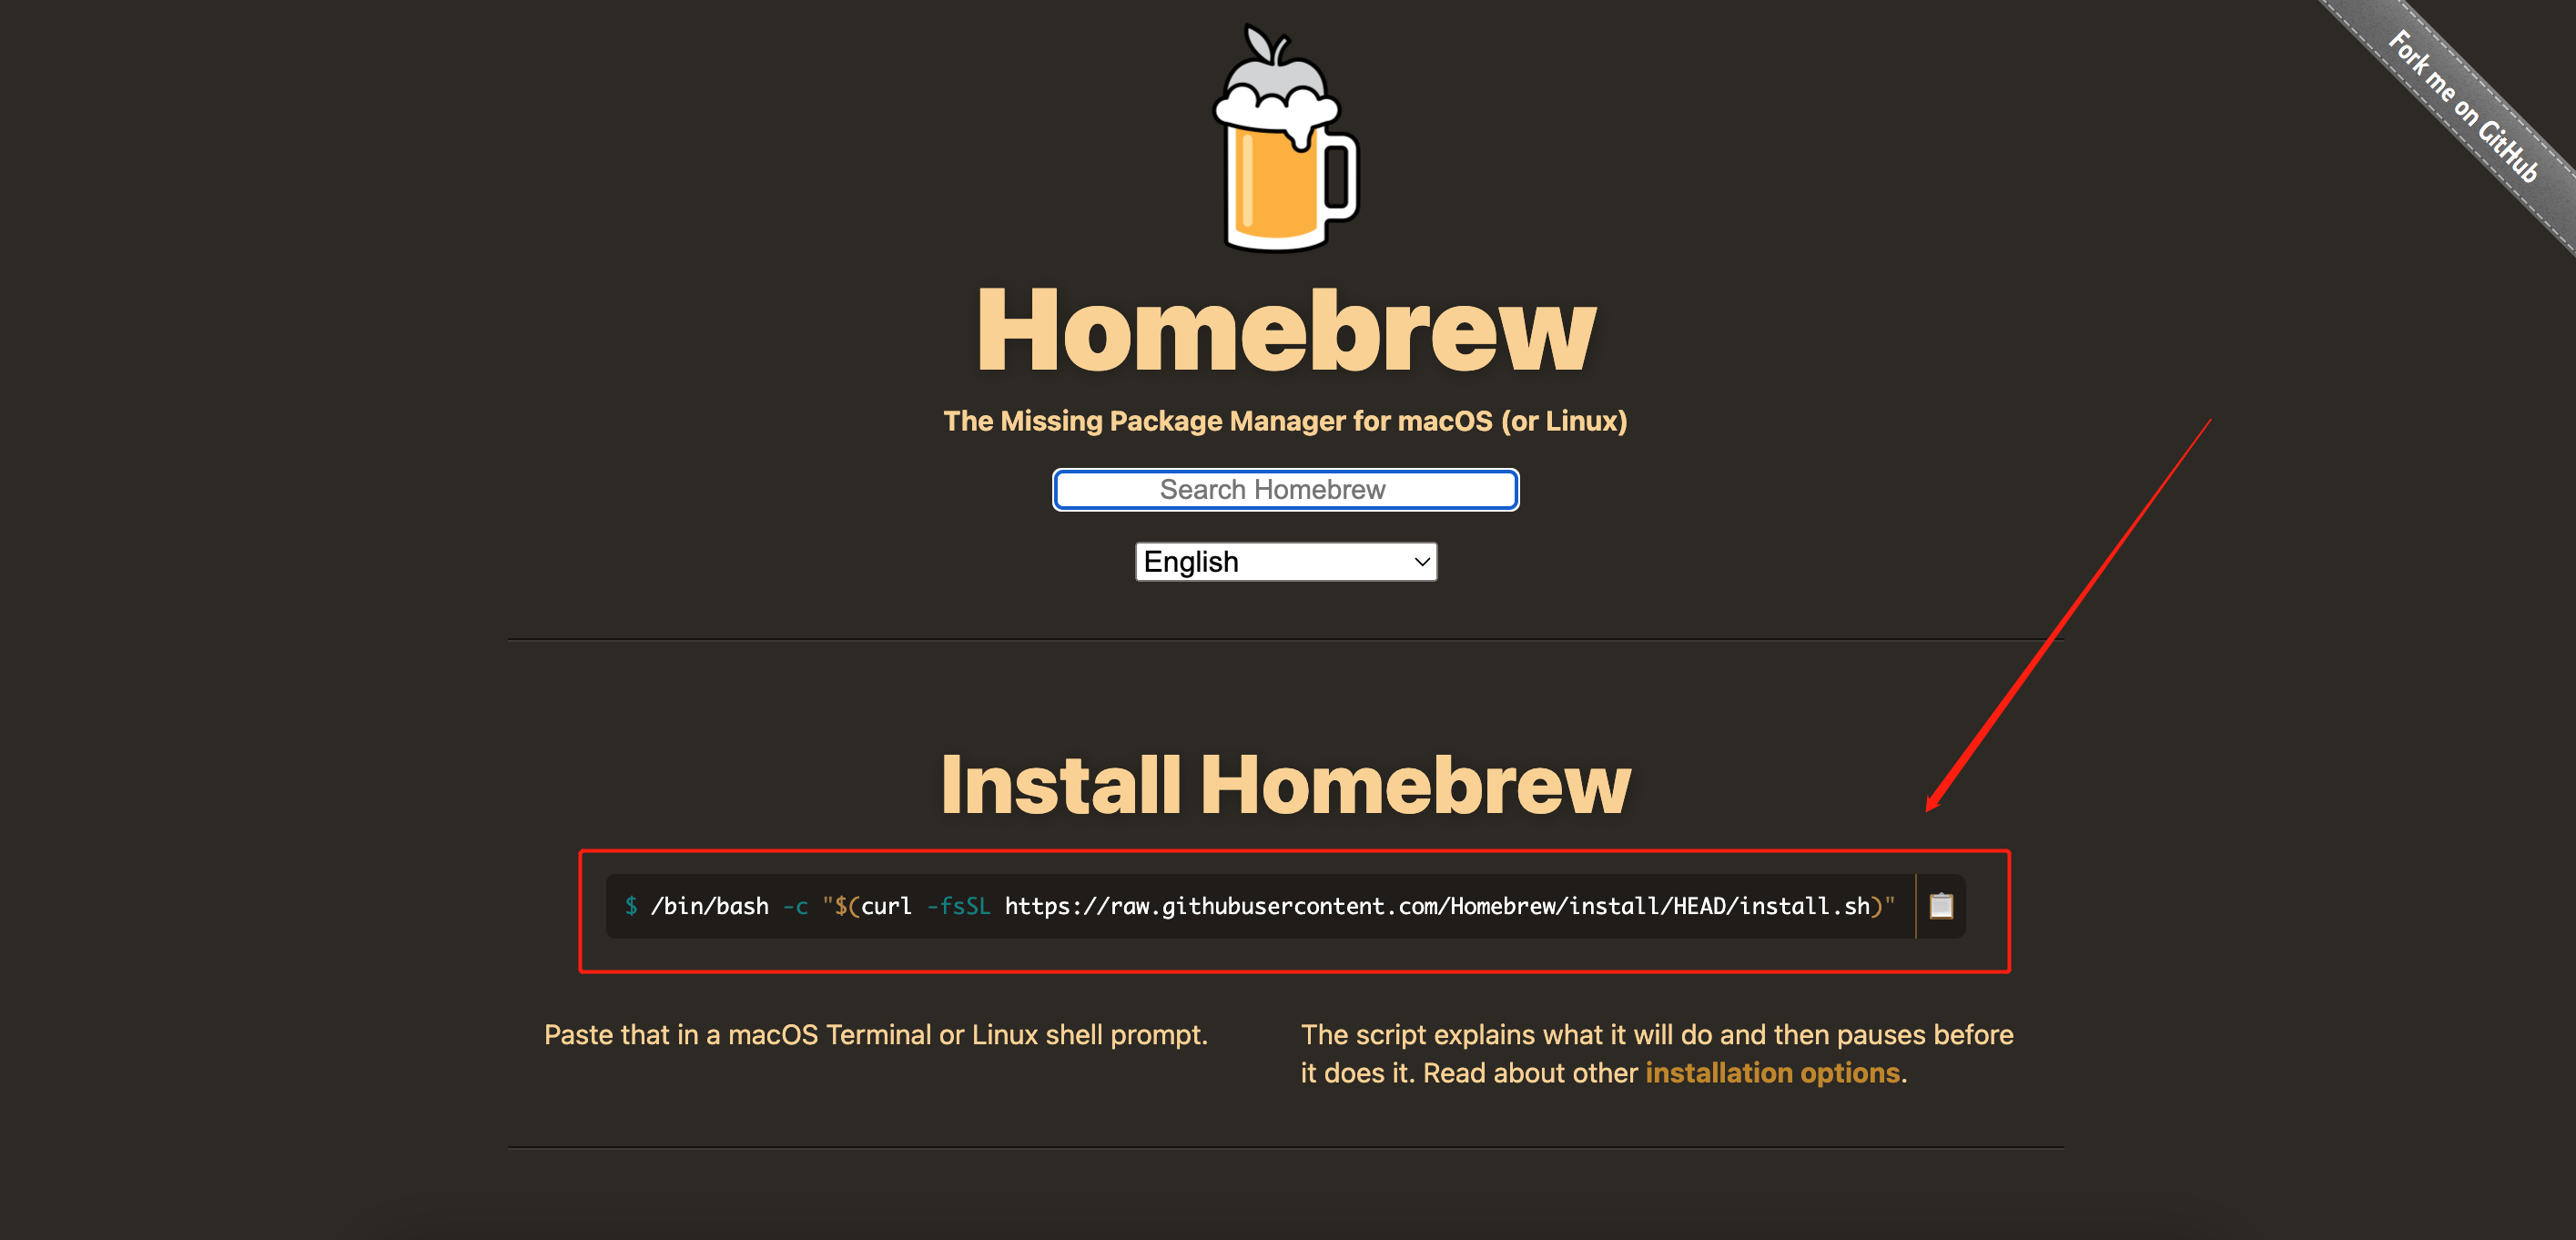 Fork me on GitHub
Homebrew
The Missing Package Manager for macOS (or Linux)
Search Homebrew
English
Install Homebrew
$ /bin/bash -c "$(curl -fsSL https://raw.githubusercontent.com/Homebrew/install/HEAD/install.sh)"
Paste that in a macOS Terminal or Linux shell prompt.
The script explains what it will do and then pauses before
it does it. Read about other installation options.